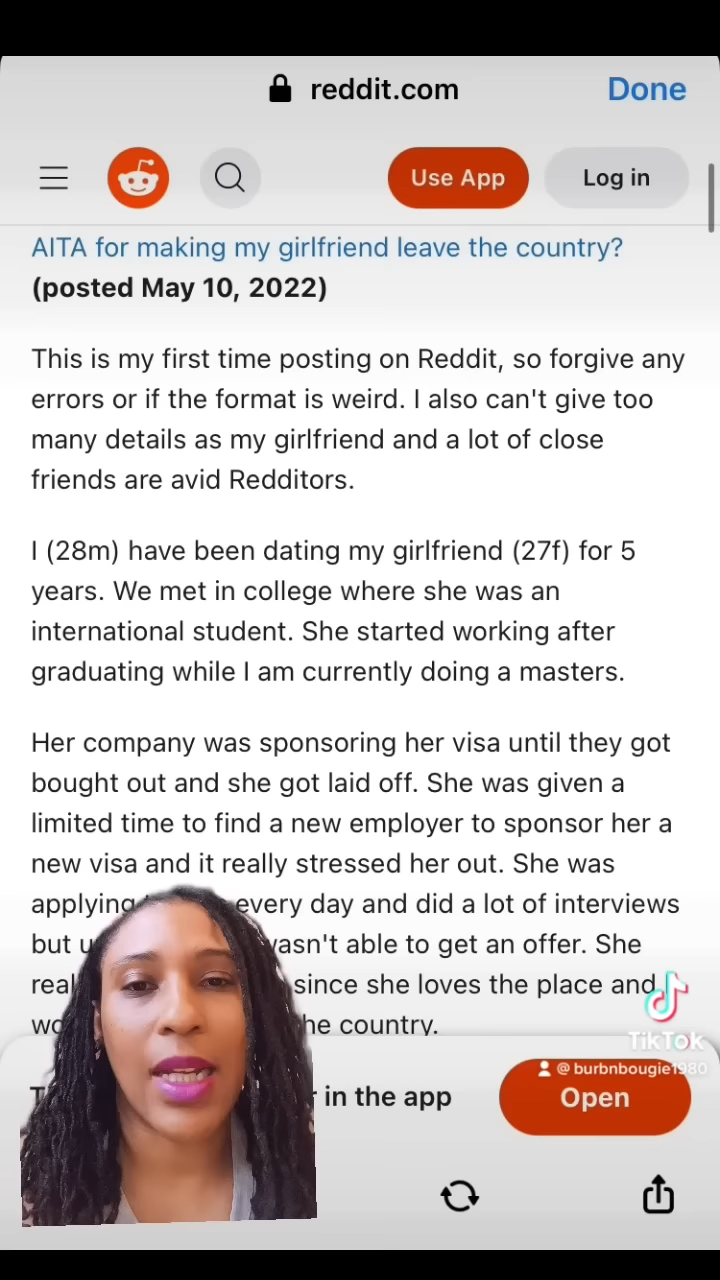 reddit.com
Done
Use App
Log in
AITA for making my girlfriend leave the country?
(posted May 10, 2022)
This is my first time posting on Reddit, so forgive any
errors or if the format is weird. I also can't give too
many details as my girlfriend and a lot of close
friends are avid Redditors.
I (28m) have been dating my girlfriend (27f) for 5
years. We met in college where she was an
international student. She started working after
graduating while I am currently doing a masters.
Her company was sponsoring her visa until they got
bought out and she got laid off. She was given a
limited time to find a new employer to sponsor her a
new visa and it really stressed her out. She was
applying every day and did a lot of interviews
but wasn't able to get an offer. She
since she loves the place and
the country.
in the app
Open
TikTok
@ burbnbougie1980